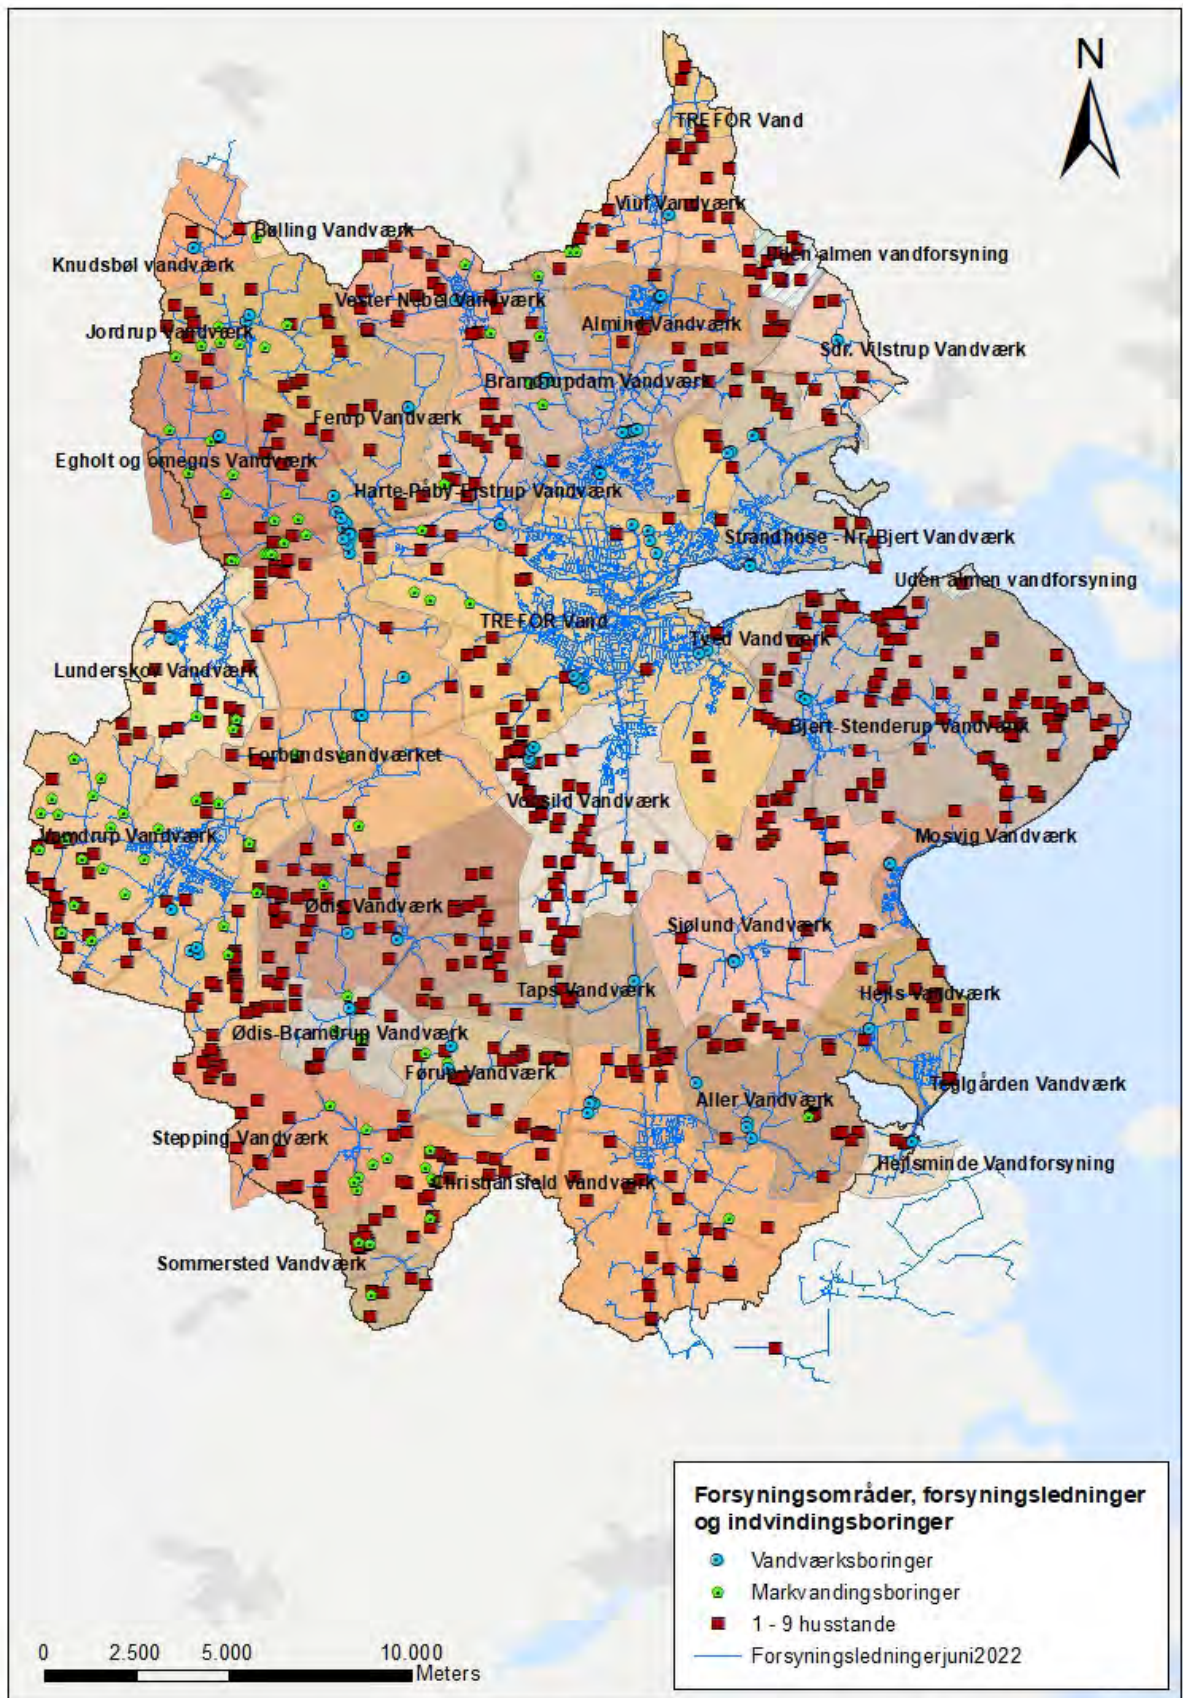 N
TREFOR Vand
Viuf Vandværk
Bølling Vandværk
Uden almen vandforsyning
Knudsbøl vandværk
Vester Nebel Vandværk
Almind Vandværk
Jordrup Vandværk
Sdr. Vilstrup Vandværk
Bramdrupdam Vandværk
Ferup Vandværk
Egholt og omegns Vandværk
Harte-Påby-Ejstrup Vandværk
Strandhuse - Nr. Bjert Vandværk
Uden almen vandforsyning
TREFOR Vand
Tved Vandværk
Lunderskov Vandværk
Bjert-Stenderup Vandværk
Forbundsvandværket
Vonsild Vandværk
Vamdrup Vandværk
Mosvig Vandværk
Ødis Vandværk
Sjølund Vandværk
Taps Vandværk
Hejls Vandværk
Ødis-Bramdrup Vandværk
Førup Vandværk
Teglgården Vandværk
Aller Vandværk
Stepping Vandværk
Hejlsminde Vandforsyning
Christiansfeld Vandværk
Sommersted Vandværk
Forsyningsområder, forsyningsledninger
og indvindingsboringer
Vandværksboringer
Markvandingsboringer
1 - 9 husstande
Forsyningsledningerjuni2022
0 2.500 5.000 10.000
Meters